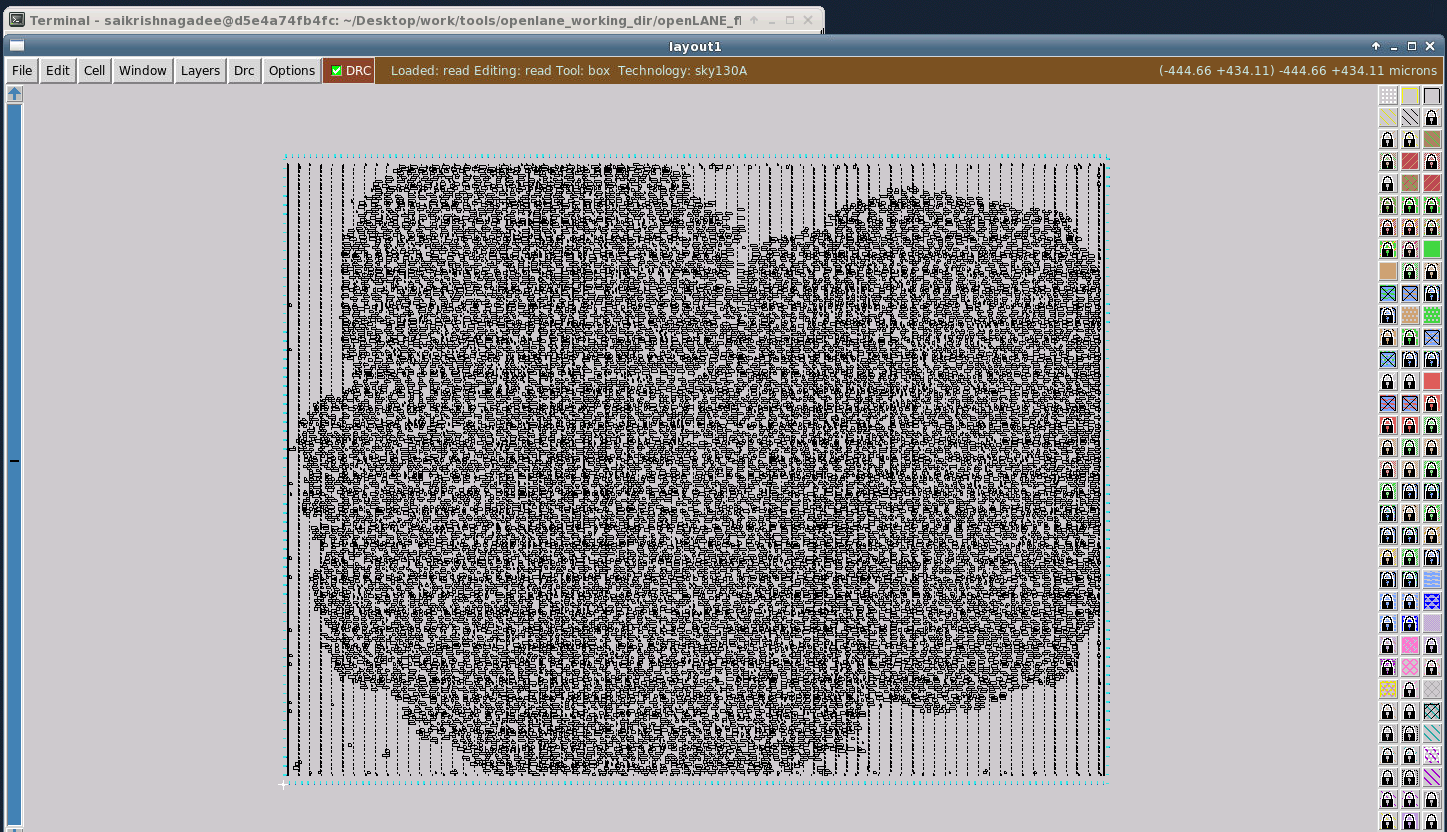 Terminal - saikrishnagadee@d5e4a74fb4fc: ~/Desktop/work/tools/openlane_working_dir/openLANE_fl
layout1
File Edit Cell Window Layers Drc Options DRC Loaded: read Editing: read Tool: box Technology: sky130A (-444.66 +434.11) -444.66 +434.11 microns